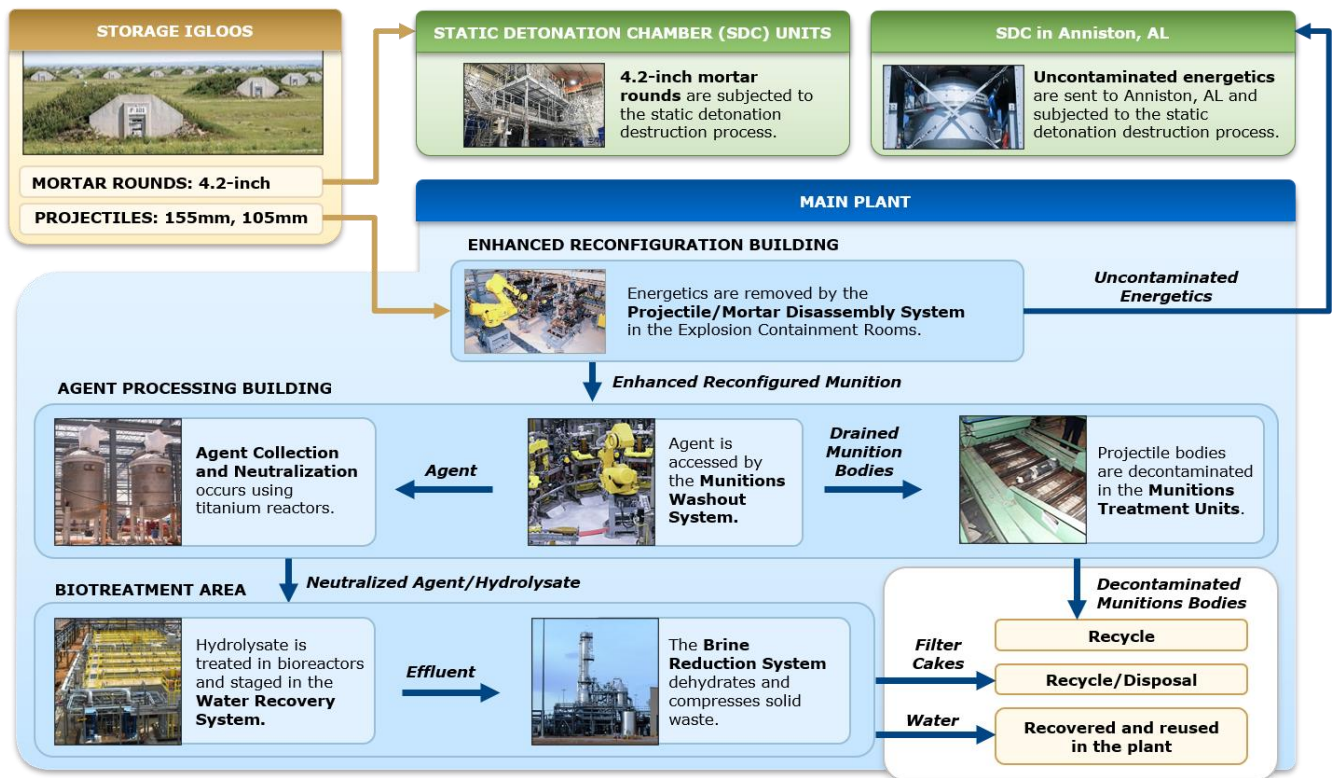 STORAGE IGLOOS
MORTAR ROUNDS: 4.2-inch
PROJECTILES: 155mm, 105mm
STATIC DETONATION CHAMBER (SDC) UNITS
4.2-inch mortar
rounds are subjected to
the static detonation
destruction process.
SDC in Anniston, AL
Uncontaminated energetics
are sent to Anniston, AL and
subjected to the static
detonation destruction process.
MAIN PLANT
ENHANCED RECONFIGURATION BUILDING
Energetics are removed by the
Projectile/Mortar Disassembly System
in the Explosion Containment Rooms.
Uncontaminated
Energetics
Enhanced Reconfigured Munition
AGENT PROCESSING BUILDING
Agent Collection
and Neutralization
occurs using
titanium reactors.
Agent
Agent is
accessed by
the Munitions
Washout
System.
Drained
Munition
Bodies
Projectile bodies
are decontaminated
in the Munitions
Treatment Units.
Neutralized Agent/Hydrolysate
Decontaminated
Munitions Bodies
BIOTREATMENT AREA
Hydrolysate is
treated in bioreactors
and staged in the
Water Recovery
System.
Effluent
The Brine
Reduction System
dehydrates and
compresses solid
waste.
Filter
Cakes
Water
Recycle
Recycle/Disposal
Recovered and reused
in the plant